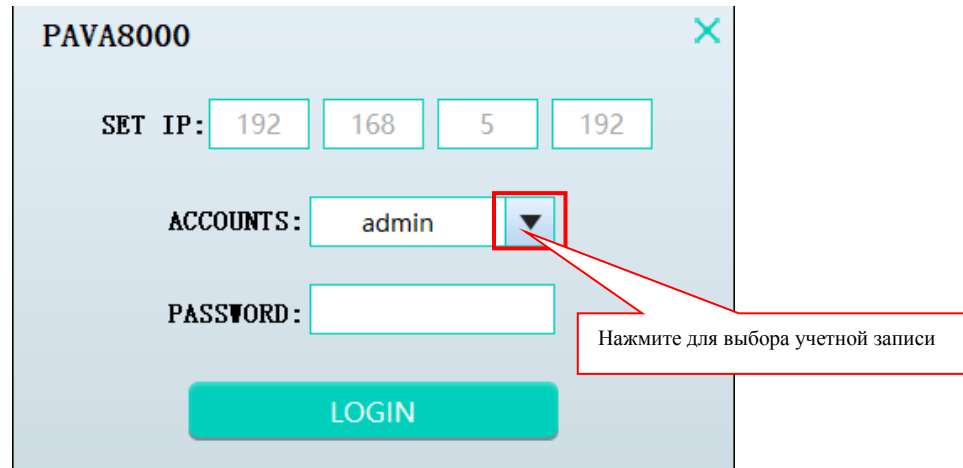 PAVA8000
SET IP: 192 168 5 192
ACCOUNTS: admin
PASSWORD:
Нажмите для выбора учетной записи
LOGIN